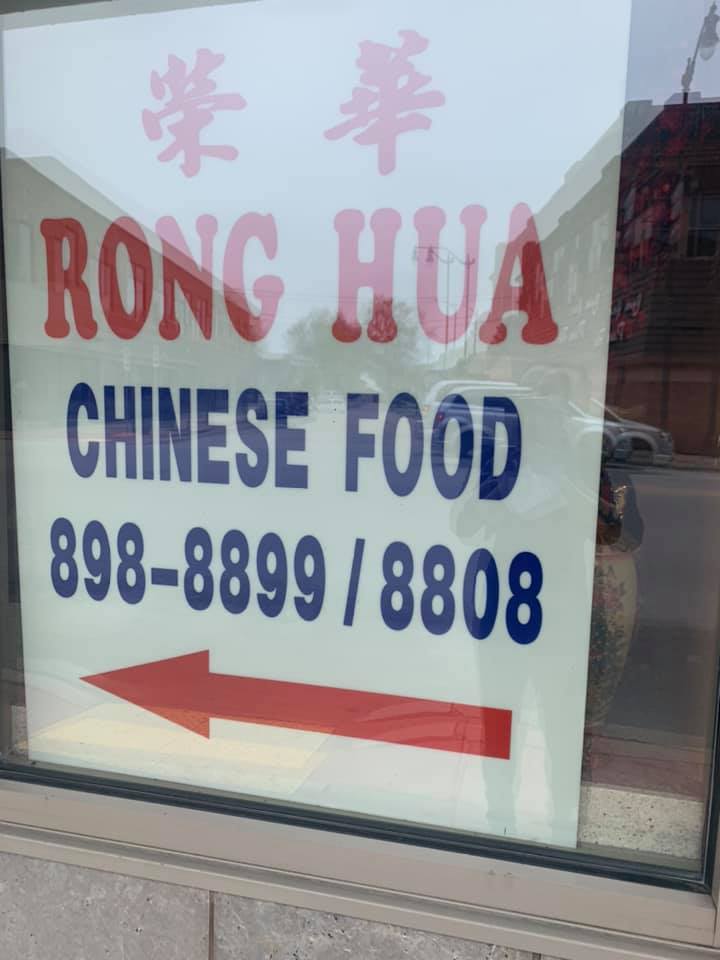 榮 華
RONG HUA
CHINESE FOOD
898-8899 / 8808